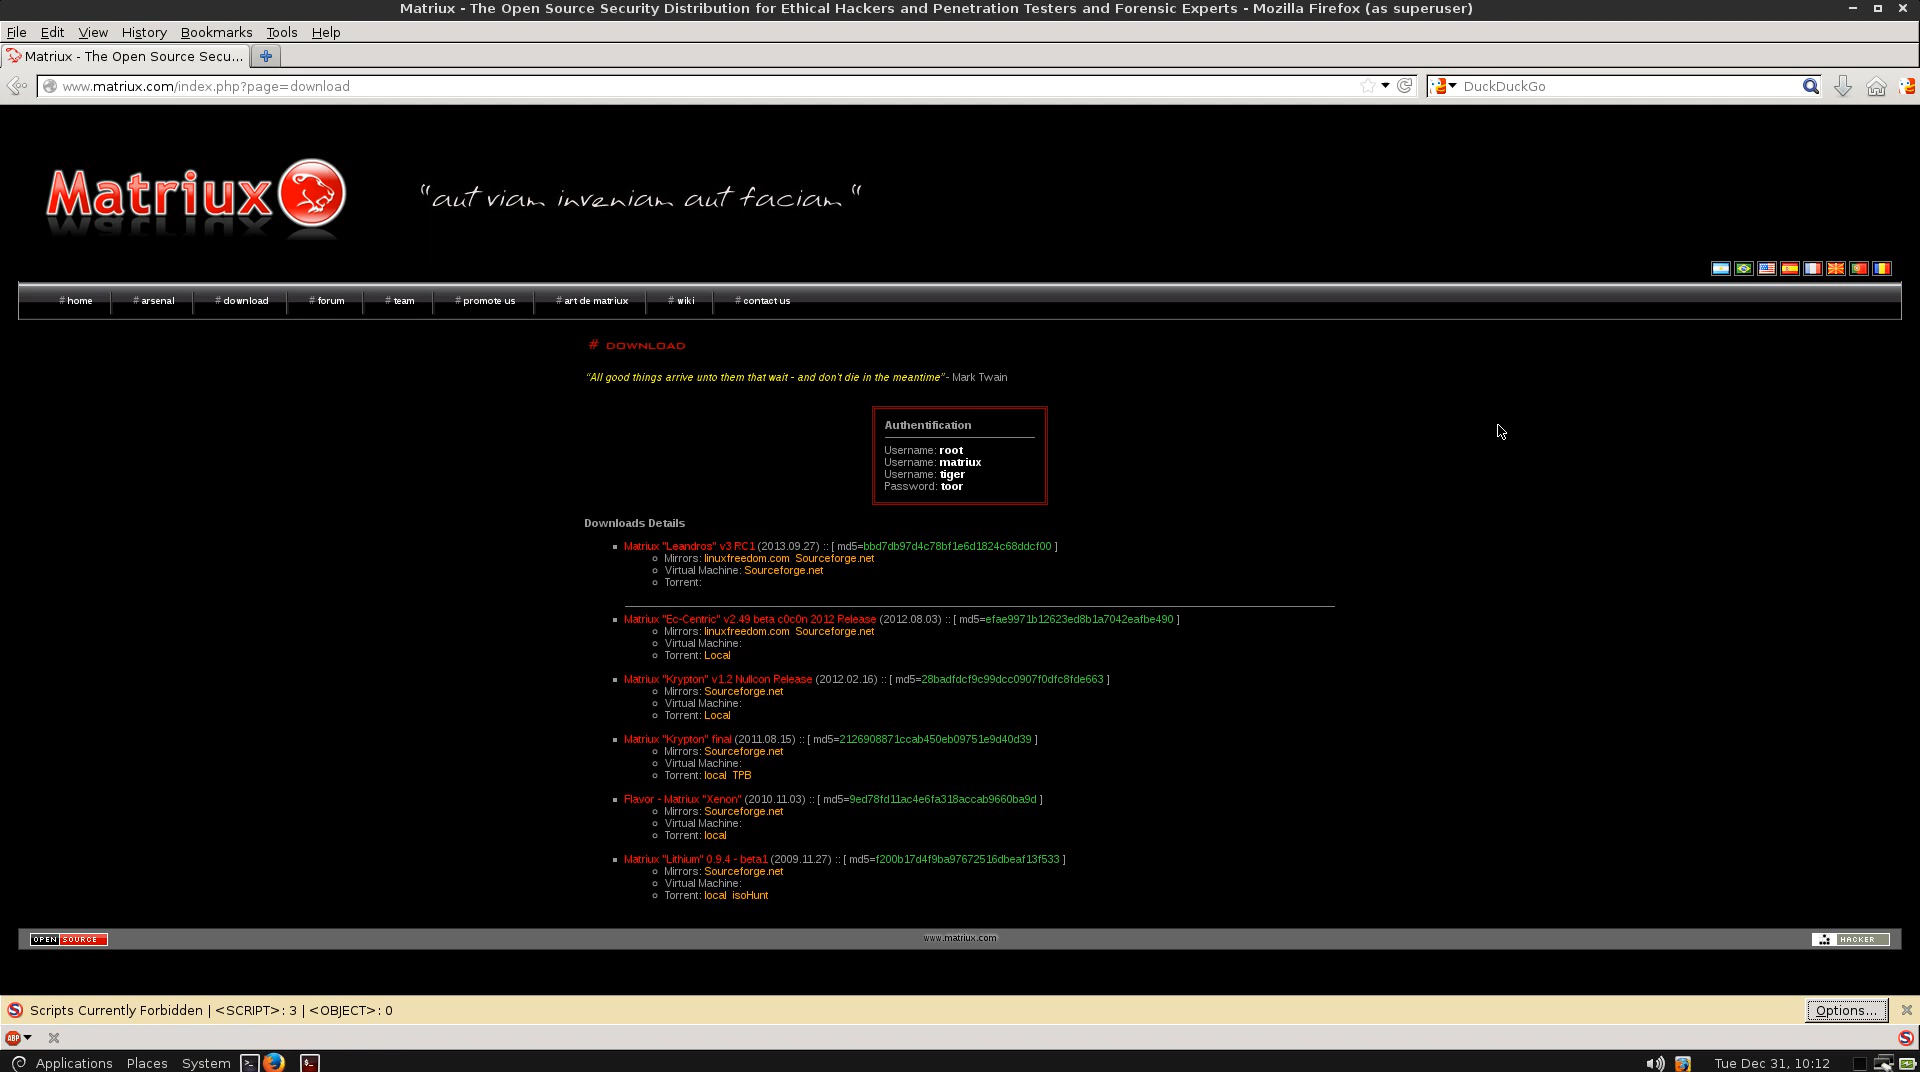 Matriux - The Open Source Security Distribution for Ethical Hackers and Penetration Testers and Forensic Experts - Mozilla Firefox (as superuser)
File Edit View History Bookmarks Tools Help
Matriux - The Open Source Secu...
www.matriux.com/index.php?page=download
DuckDuckGo
Matriux
"aut viam inveniam aut faciam"
# home # arsenal # download # forum # team # promote us # art de matriux # wiki # contact us
# DOWNLOAD
"All good things arrive unto them that wait - and don't die in the meantime" - Mark Twain
Authentification
Username: root
Username: matriux
Username: tiger
Password: toor
Downloads Details
Matriux "Leandros" v3 RC1 (2013.09.27) :: [ md5=bbd7db97d4c78bf1e6d1824c68ddcf00 ]
Mirrors: linuxfreedom.com Sourceforge.net
Virtual Machine: Sourceforge.net
Torrent:
Matriux "Ec-Centric" v2.49 beta c0c0n 2012 Release (2012.08.03) :: [ md5=efae9971b12623ed8b1a7042eafbe490 ]
Mirrors: linuxfreedom.com Sourceforge.net
Virtual Machine:
Torrent: Local
Matriux "Krypton" v1.2 Nullcon Release (2012.02.16) :: [ md5=28badfdcf9c99dcc0907f0dfc8fde663 ]
Mirrors: Sourceforge.net
Virtual Machine:
Torrent: Local
Matriux "Krypton" final (2011.08.15) :: [ md5=2126908871ccab450eb09751e9d40d39 ]
Mirrors: Sourceforge.net
Virtual Machine:
Torrent: local TPB
Flavor - Matriux "Xenon" (2010.11.03) :: [ md5=9ed78fd11ac4e6fa318accab9660ba9d ]
Mirrors: Sourceforge.net
Virtual Machine:
Torrent: local
Matriux "Lithium" 0.9.4 - beta1 (2009.11.27) :: [ md5=f200b17d4f9ba97672516dbeaf13f533 ]
Mirrors: Sourceforge.net
Virtual Machine:
Torrent: local isoHunt
OPEN SOURCE
www.matriux.com
HACKER
Scripts Currently Forbidden | <SCRIPT>: 3 | <OBJECT>: 0
Options...
ABP
Applications Places System
Tue Dec 31, 10:12